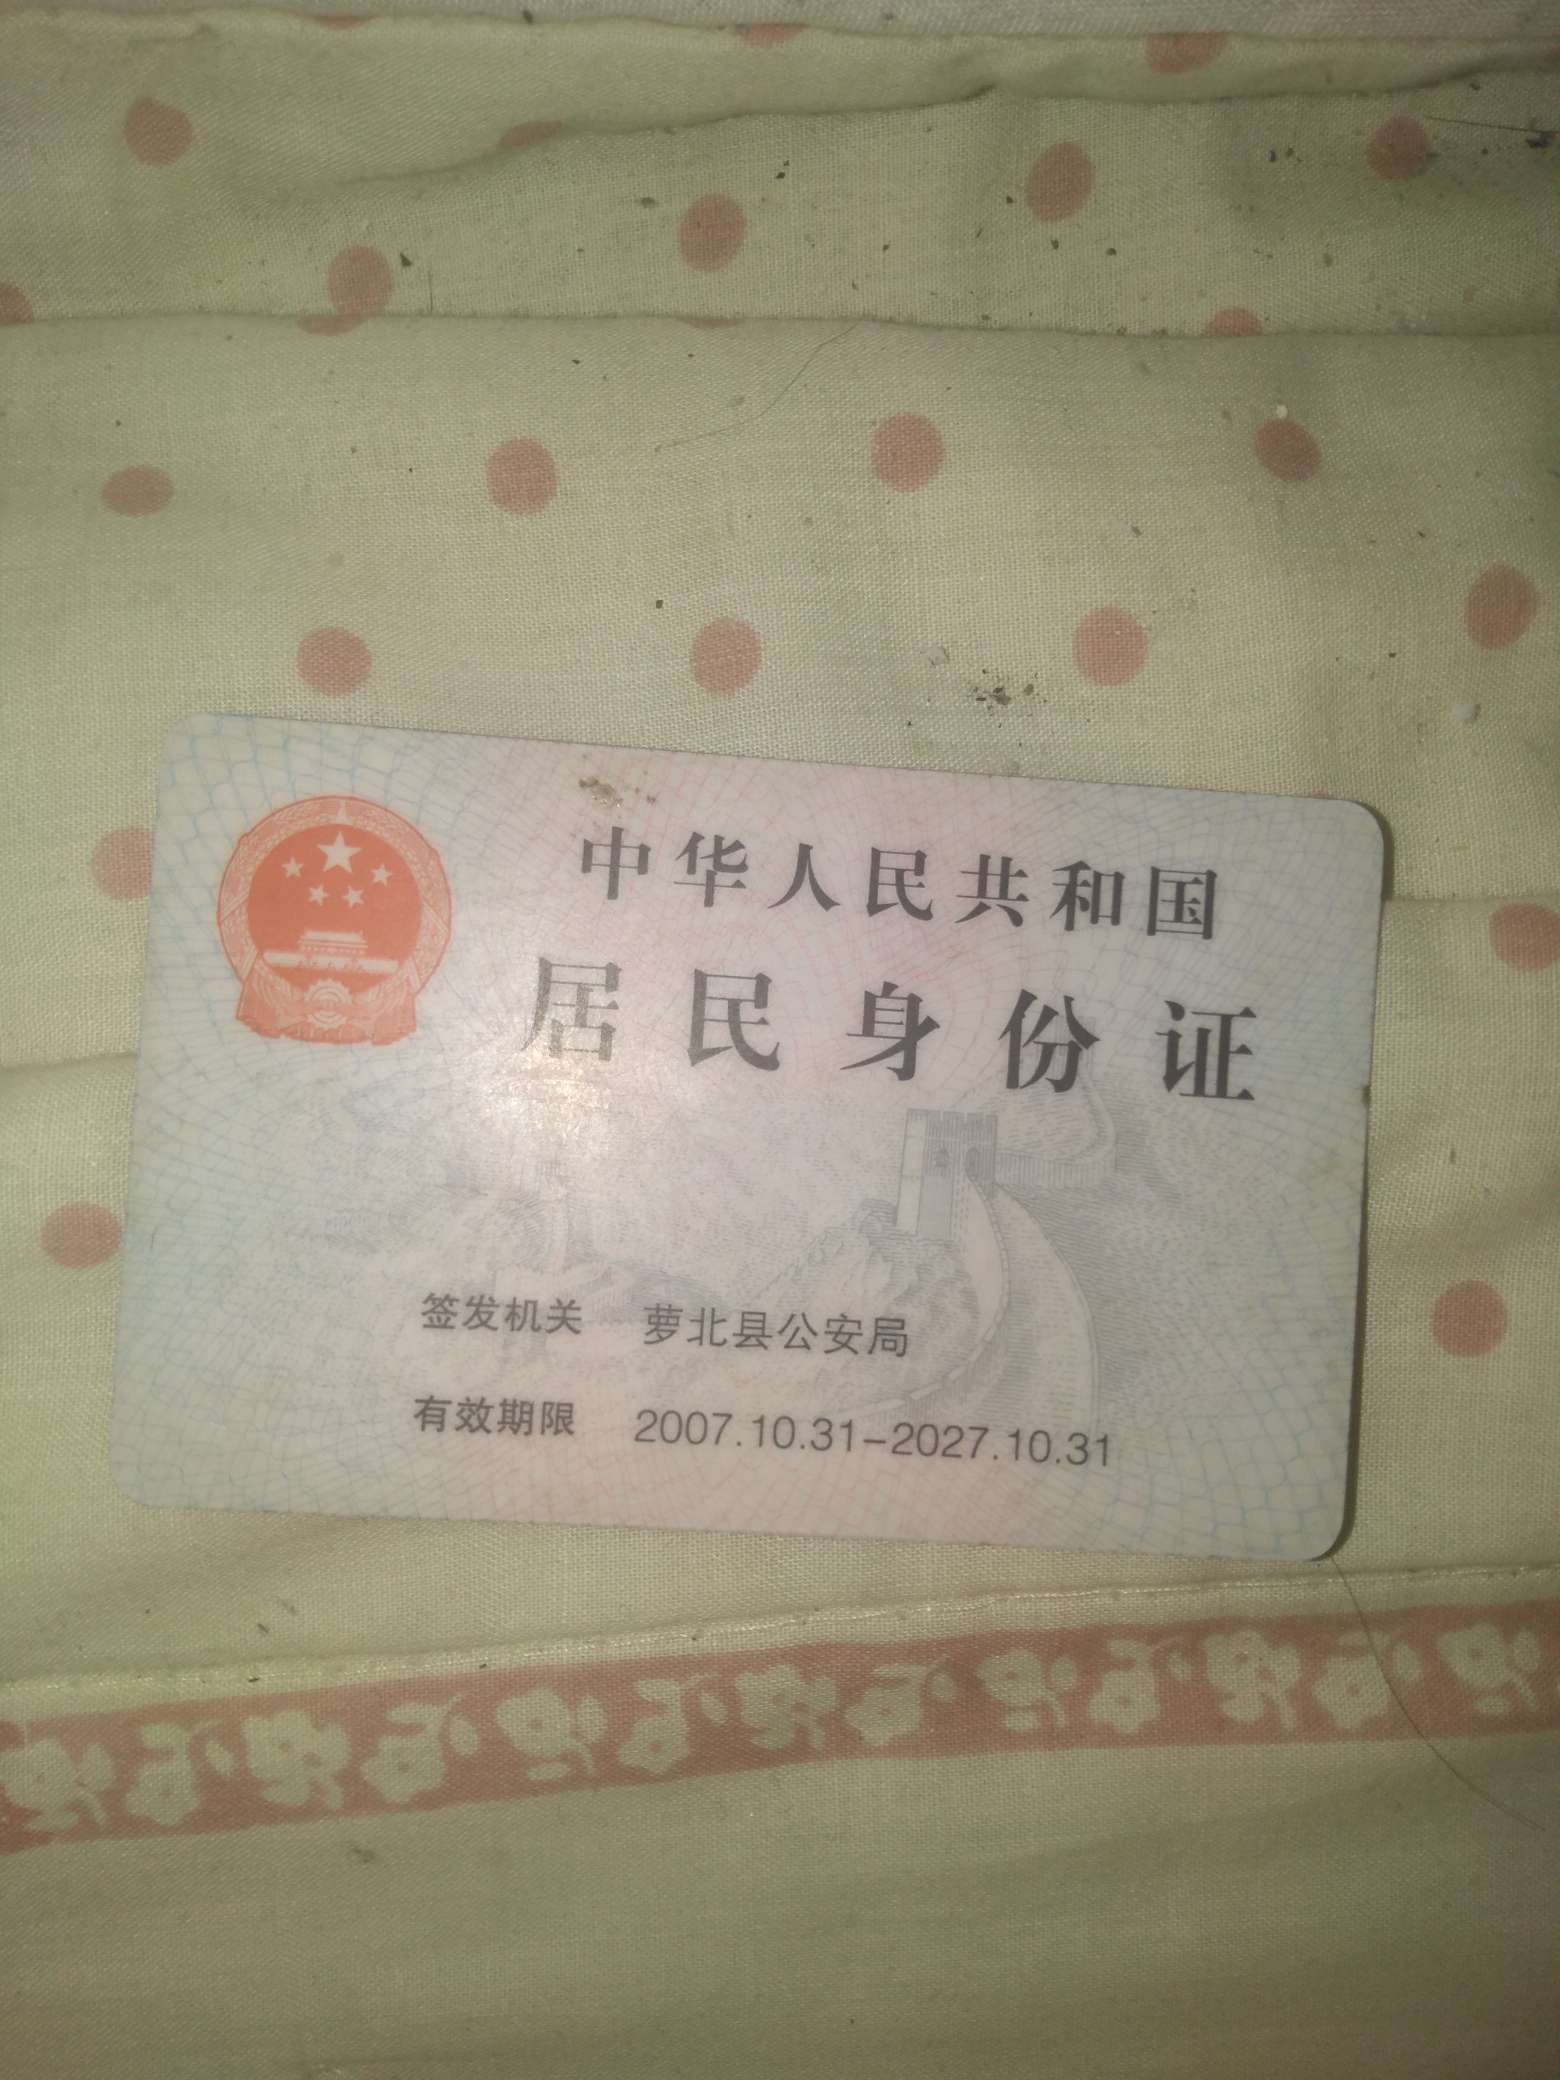 中华人民共和国
居民身份证
签发机关 萝北县公安局
有效期限 2007.10.31-2027.10.31